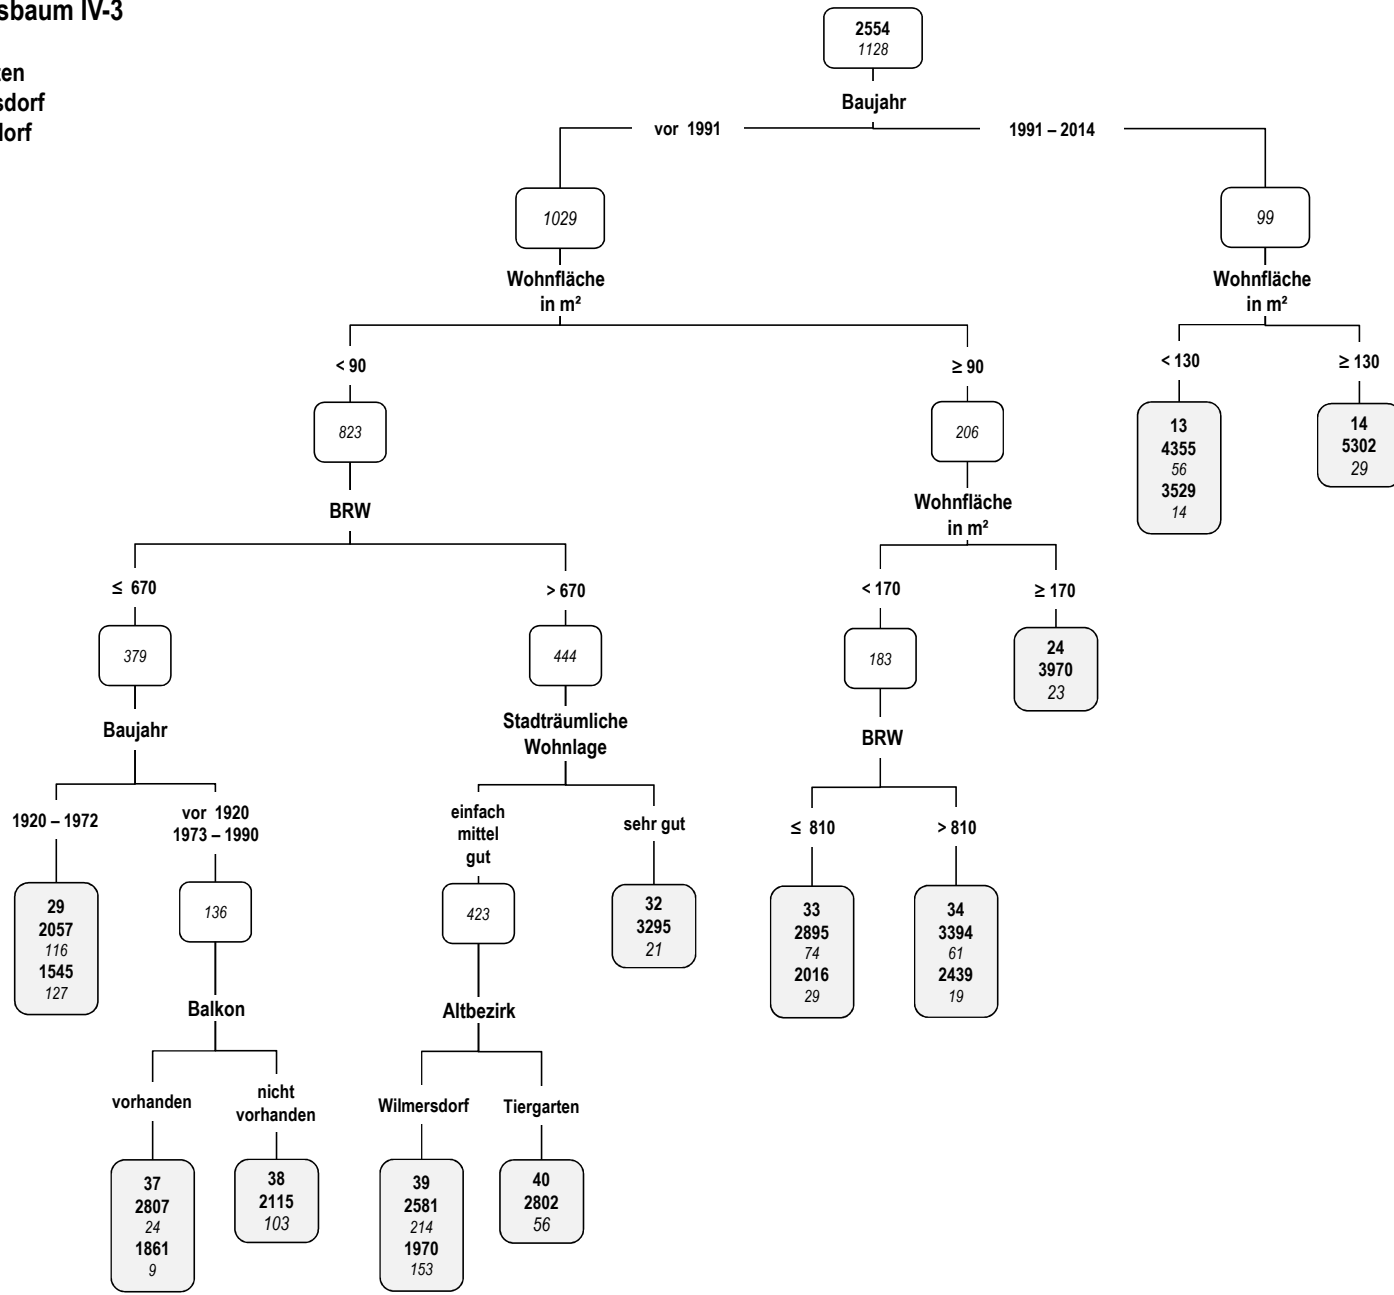 sbaum IV-3
ten
sdorf
dorf
2554
1128
Baujahr
vor 1991
1991 – 2014
1029
99
Wohnfläche
in m²
Wohnfläche
in m²
< 90
≥ 90
< 130
≥ 130
823
206
13
4355
56
3529
14
14
5302
29
BRW
Wohnfläche
in m²
≤ 670
> 670
< 170
≥ 170
379
444
183
24
3970
23
Baujahr
Stadträumliche
Wohnlage
BRW
1920 – 1972
vor 1920
1973 – 1990
einfach
mittel
gut
sehr gut
≤ 810
> 810
29
2057
116
1545
127
136
423
32
3295
21
33
2895
74
2016
29
34
3394
61
2439
19
Balkon
Altbezirk
vorhanden
nicht
vorhanden
Wilmersdorf
Tiergarten
37
2807
24
1861
9
38
2115
103
39
2581
214
1970
153
40
2802
56